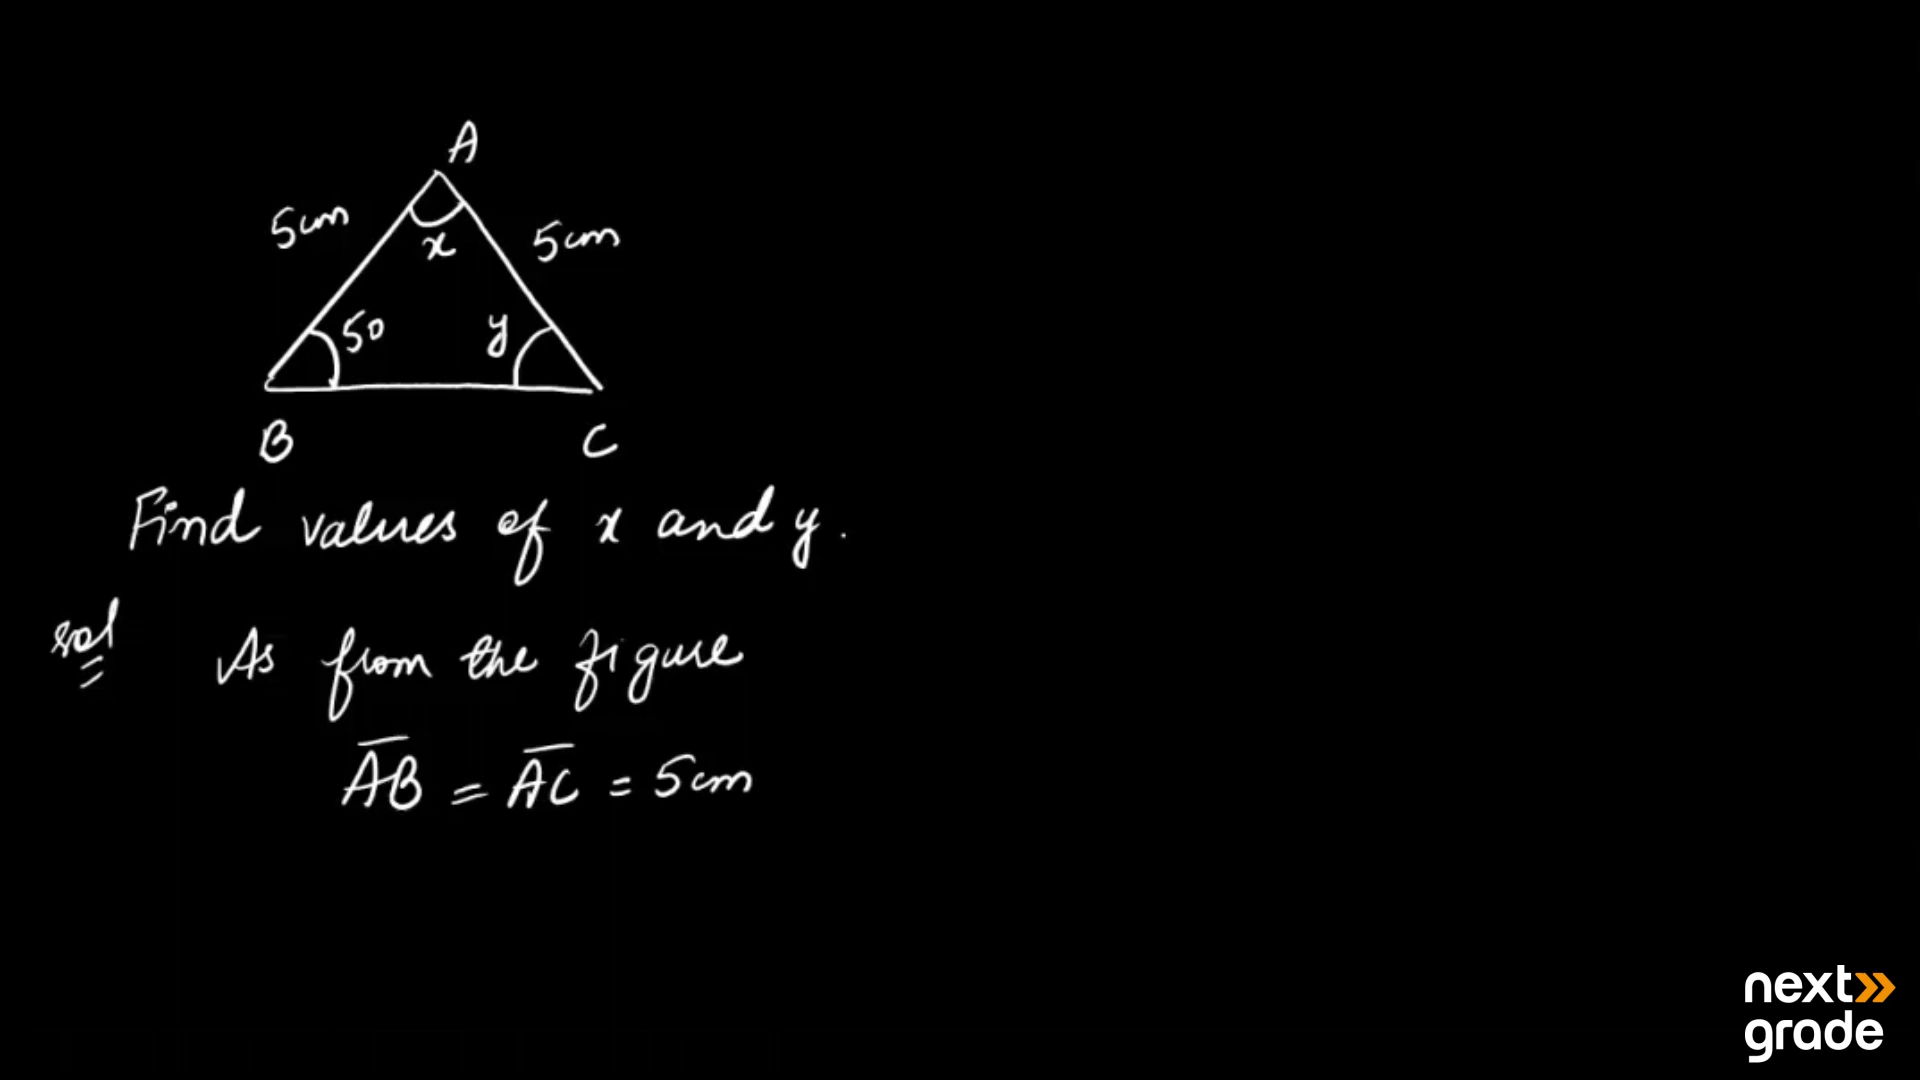 A
5cm
5cm
x
50
y
B
C
Find values of x and y.
sol
As from the figure
AB = AC = 5cm
next
grade